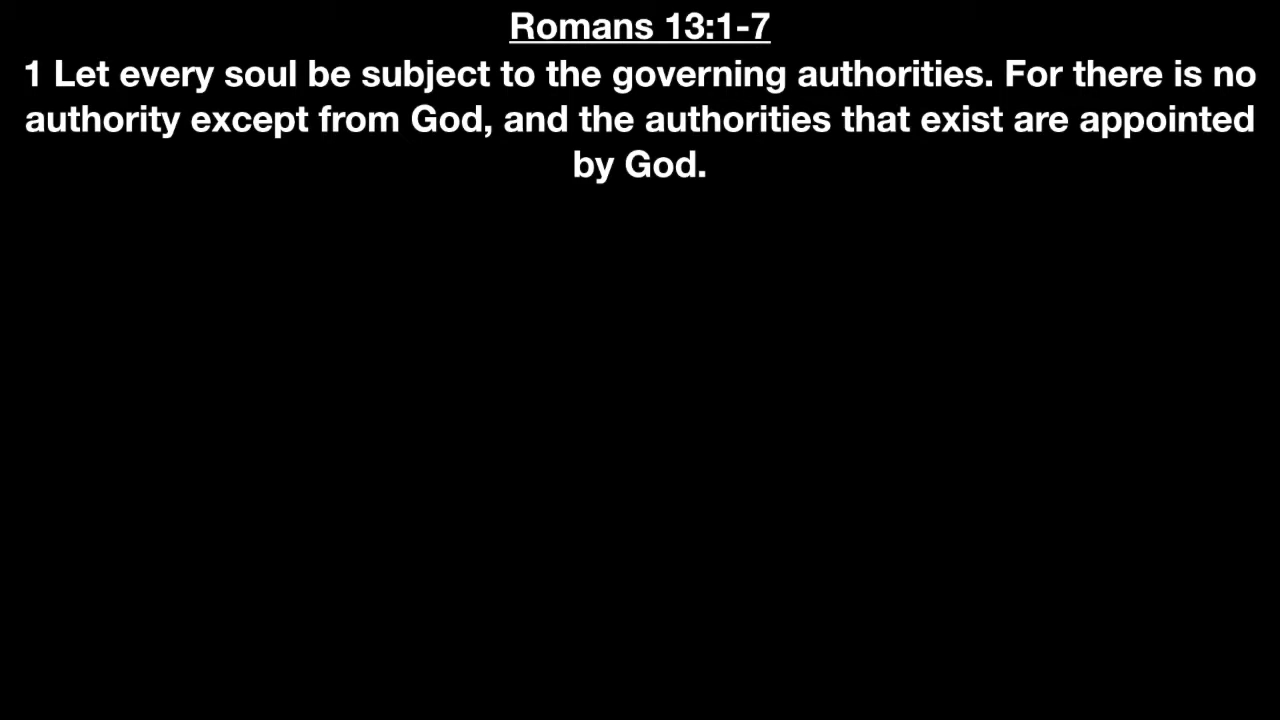 Romans 13:1-7
1 Let every soul be subject to the governing authorities. For there is no
authority except from God, and the authorities that exist are appointed
by God.